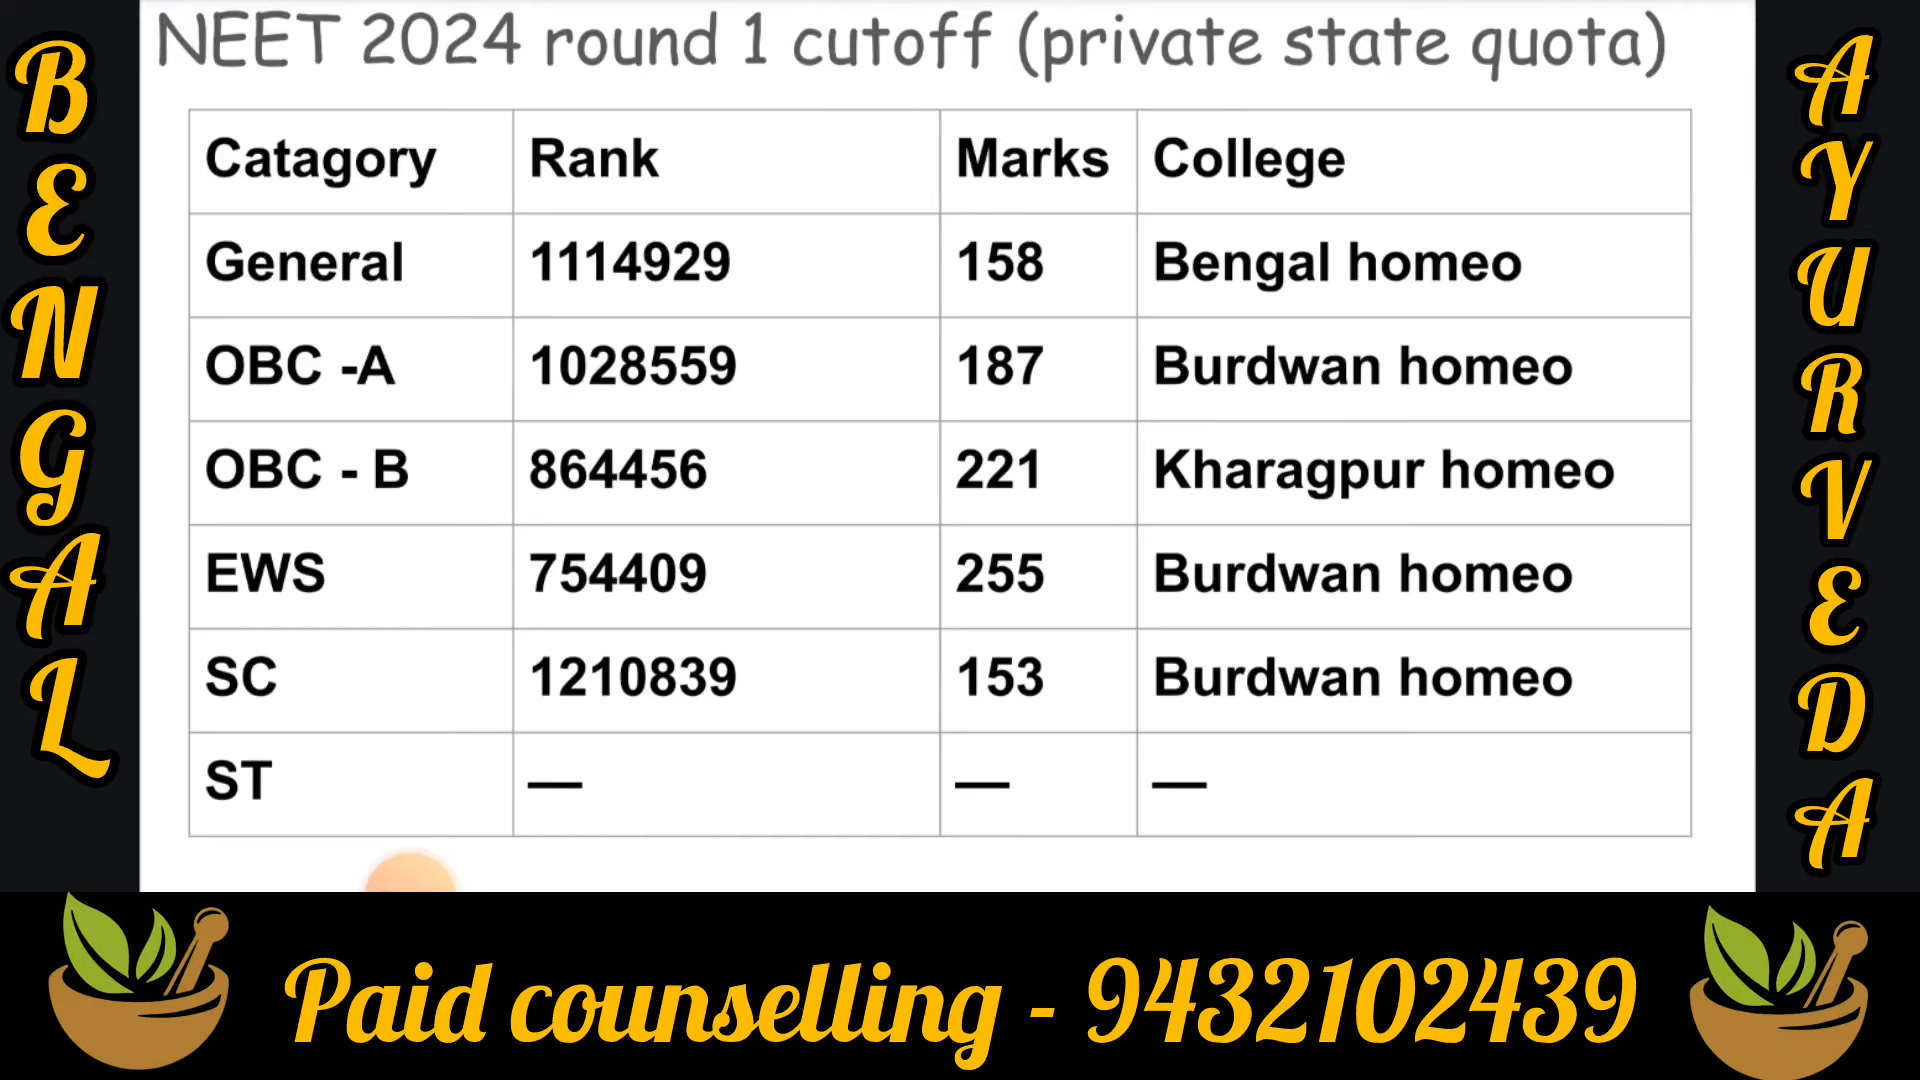 NEET 2024 round 1 cutoff (private state quota)
Catagory Rank Marks College
General 1114929 158 Bengal homeo
OBC -A 1028559 187 Burdwan homeo
OBC - B 864456 221 Kharagpur homeo
EWS 754409 255 Burdwan homeo
SC 1210839 153 Burdwan homeo
ST — — —
BENGAL
AYURVEDA
Paid counselling - 9432102439